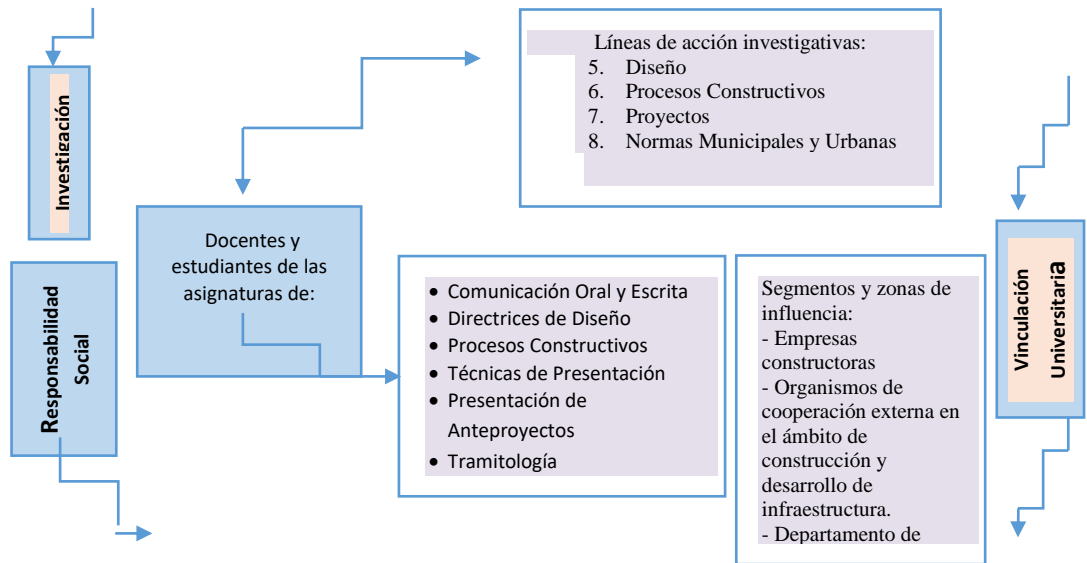 Investigación
Responsabilidad
Social
Docentes y
estudiantes de las
asignaturas de:
Líneas de acción investigativas:
5. Diseño
6. Procesos Constructivos
7. Proyectos
8. Normas Municipales y Urbanas
• Comunicación Oral y Escrita
• Directrices de Diseño
• Procesos Constructivos
• Técnicas de Presentación
• Presentación de
Anteproyectos
• Tramitología
Segmentos y zonas de
influencia:
- Empresas
constructoras
- Organismos de
cooperación externa en
el ámbito de
construcción y
desarrollo de
infraestructura.
- Departamento de
Vinculación
Universitaria